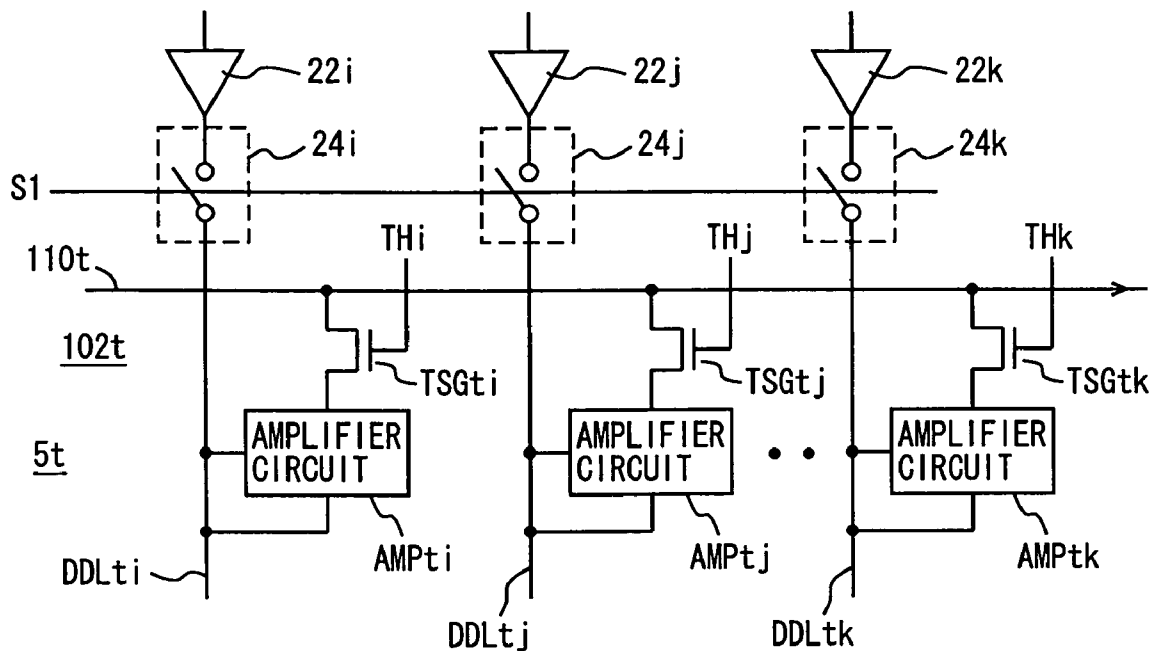 22i
22j
22k
24i
24j
24k
S1
THi
THj
THk
110t
102t
TSGti
TSGtj
TSGtk
AMPLIFIER
CIRCUIT
AMPLIFIER
CIRCUIT
AMPLIFIER
CIRCUIT
5t
AMPti
AMPtj
AMPtk
DDLti
DDLtj
DDLtk